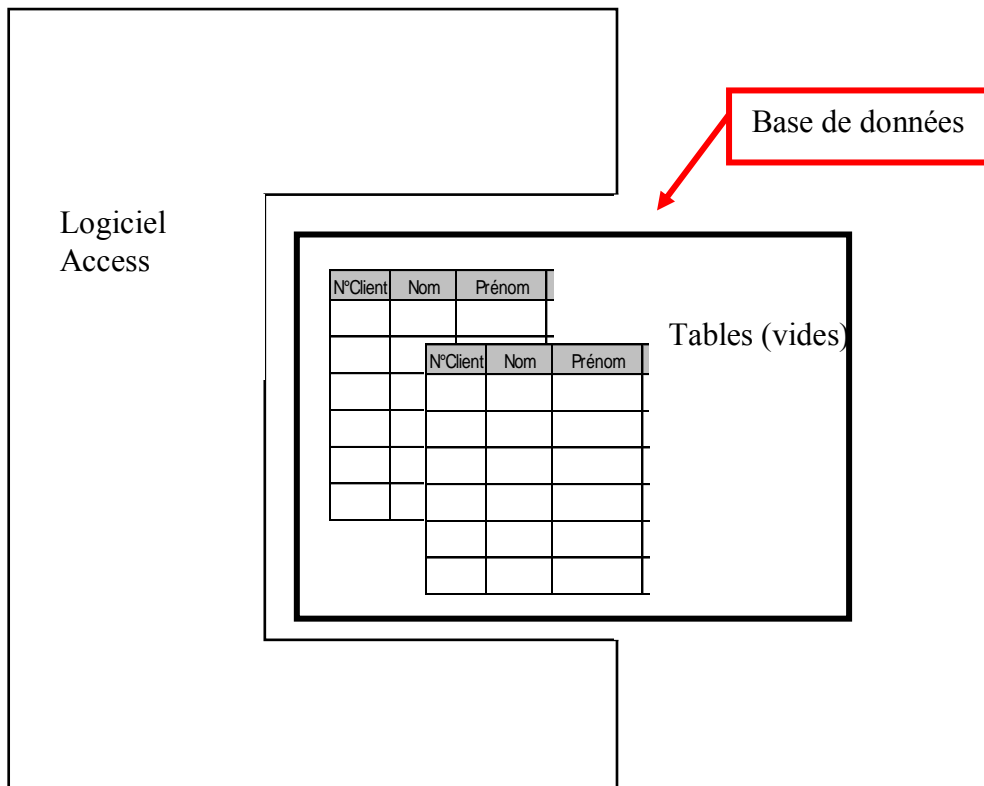 Base de données
Logiciel
Access
N°Client Nom Prénom
Tables (vides)
N°Client Nom Prénom